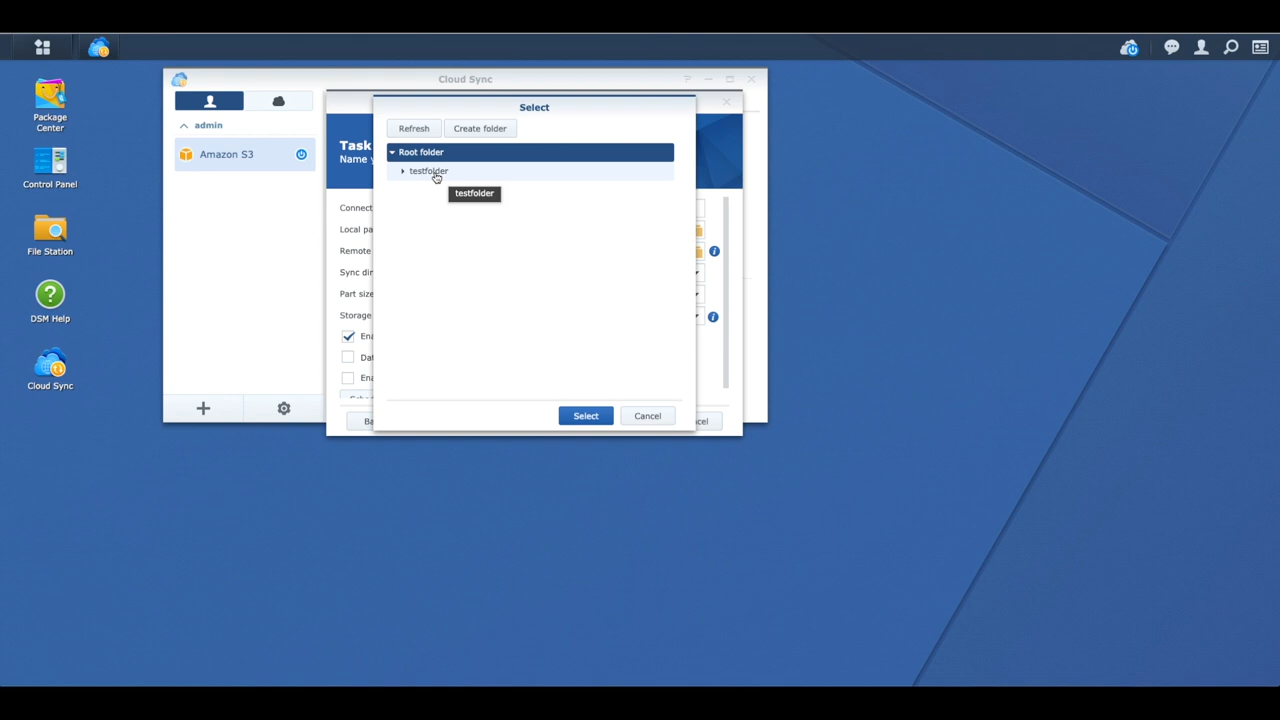 Cloud Sync
Package
Center
Control Panel
File Station
DSM Help
Cloud Sync
admin
Amazon S3
Select
Refresh
Create folder
Root folder
testfolder
testfolder
Task
Name y
Connect
Local pa
Remote
Sync dir
Part size
Storage
Ena
Dat
Ena
Select
Cancel
Ba
cel